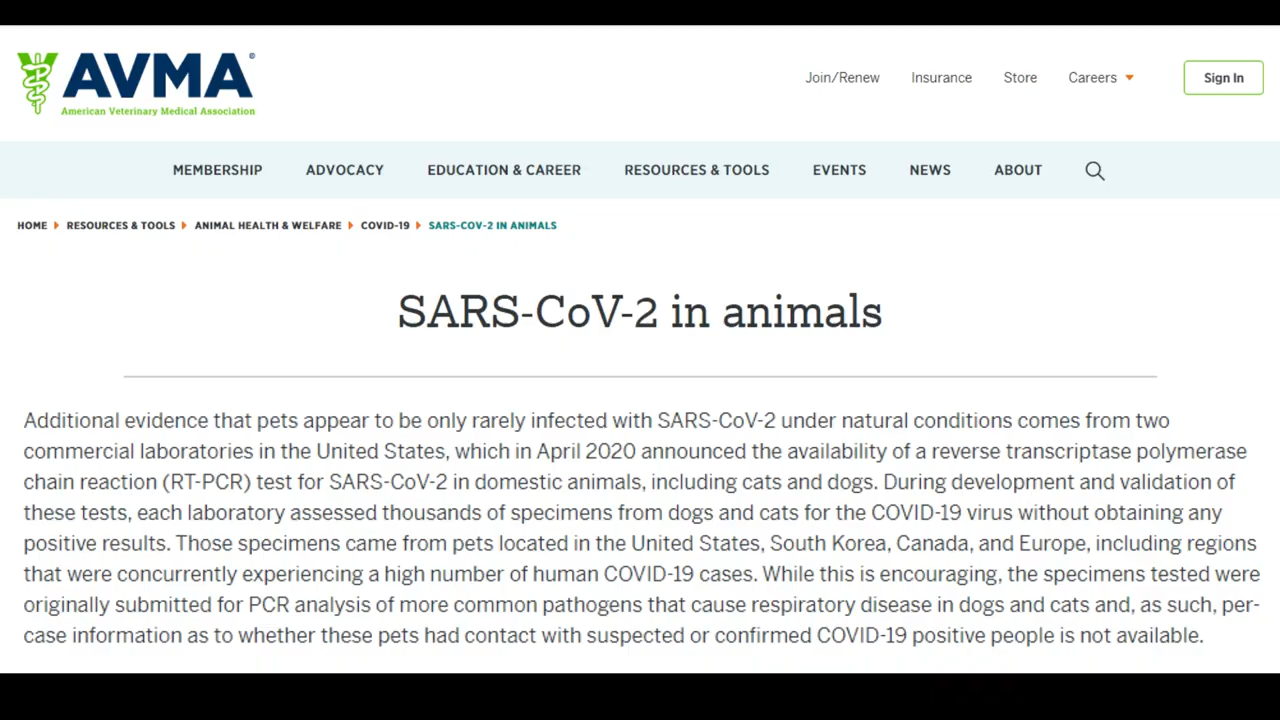 AVMA®
American Veterinary Medical Association
Join/Renew Insurance Store Careers Sign In
MEMBERSHIP ADVOCACY EDUCATION & CAREER RESOURCES & TOOLS EVENTS NEWS ABOUT
HOME RESOURCES & TOOLS ANIMAL HEALTH & WELFARE COVID-19 SARS-COV-2 IN ANIMALS
SARS-CoV-2 in animals
Additional evidence that pets appear to be only rarely infected with SARS-CoV-2 under natural conditions comes from two
commercial laboratories in the United States, which in April 2020 announced the availability of a reverse transcriptase polymerase
chain reaction (RT-PCR) test for SARS-CoV-2 in domestic animals, including cats and dogs. During development and validation of
these tests, each laboratory assessed thousands of specimens from dogs and cats for the COVID-19 virus without obtaining any
positive results. Those specimens came from pets located in the United States, South Korea, Canada, and Europe, including regions
that were concurrently experiencing a high number of human COVID-19 cases. While this is encouraging, the specimens tested were
originally submitted for PCR analysis of more common pathogens that cause respiratory disease in dogs and cats and, as such, per-
case information as to whether these pets had contact with suspected or confirmed COVID-19 positive people is not available.